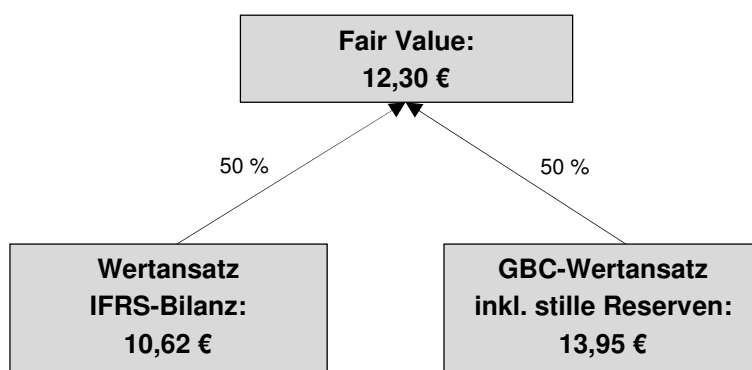 Fair Value:
12,30 €
50 %
50 %
Wertansatz
IFRS-Bilanz:
10,62 €
GBC-Wertansatz
inkl. stille Reserven:
13,95 €